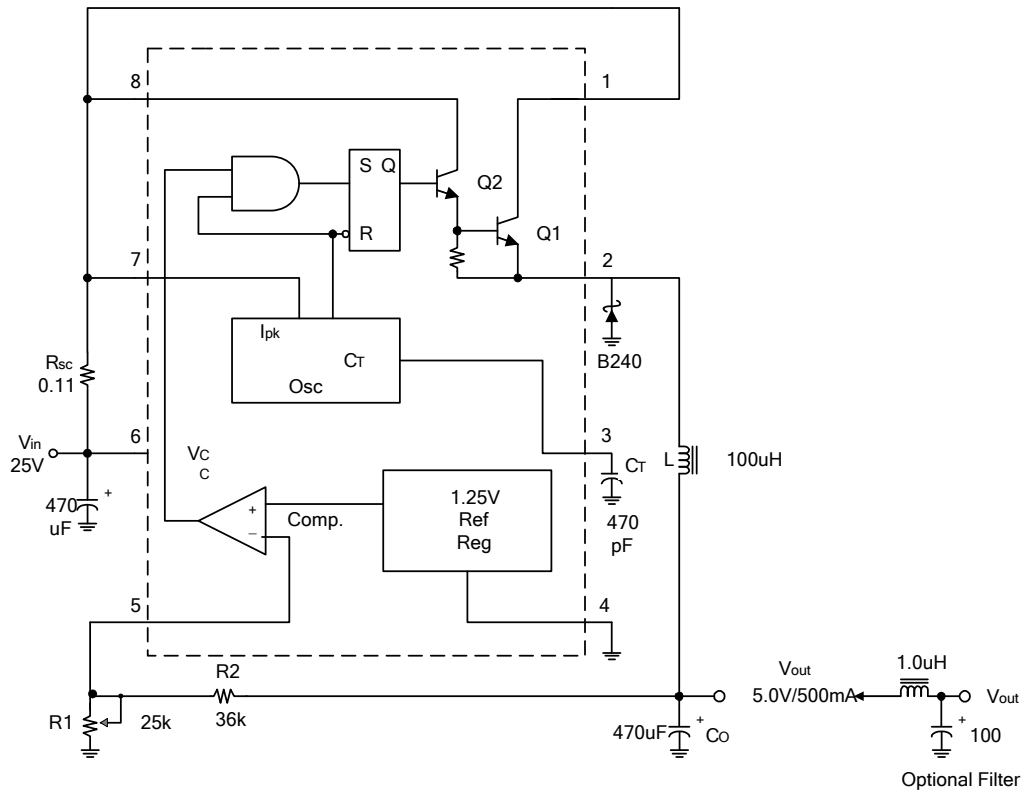 8
1
S Q
Q2
R
Q1
7
2
Ipk
CT
Osc
B240
Rsc
0.11
Vin
25V
6
3
VC
C
CT
L
100uH
470
uF
+
+
−
Comp.
1.25V
Ref
Reg
470
pF
5
4
R2
36k
R1
25k
470uF
+
CO
Vout
5.0V/500mA
1.0uH
Vout
+
100
Optional Filter